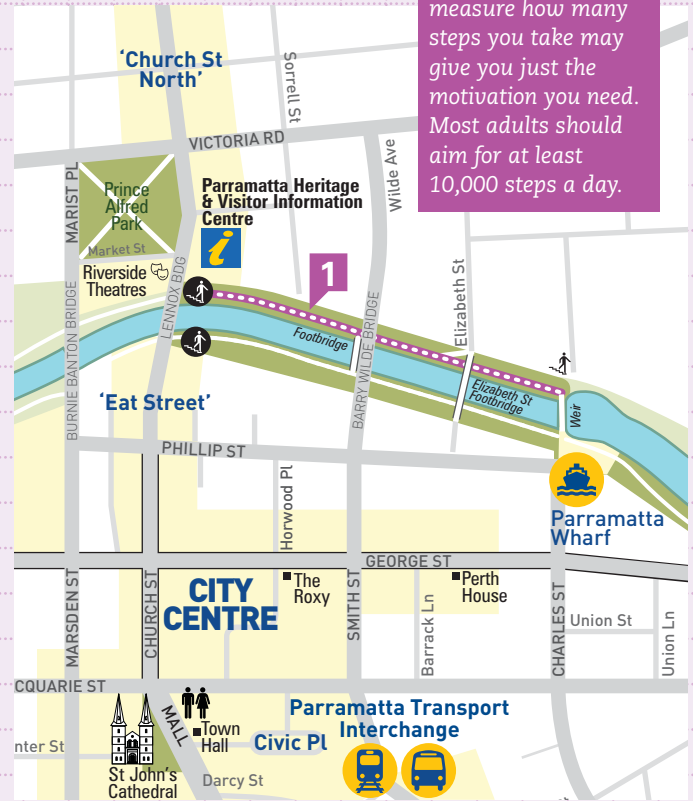 measure how many
steps you take may
give you just the
motivation you need.
Most adults should
aim for at least
10,000 steps a day.
'Church St
North'
Sorrell St
VICTORIA RD
Wilde Ave
MARIST PL
Prince
Alfred
Park
Parramatta Heritage
& Visitor Information
Centre
i
Market St
Riverside
Theatres
LENNOX BDG
1
Elizabeth St
BURNIE BANTON BRIDGE
Footbridge
BARRY WILDE BRIDGE
Elizabeth St
Footbridge
Weir
'Eat Street'
PHILLIP ST
Horwood Pl
Parramatta
Wharf
GEORGE ST
MARSDEN ST
CHURCH ST
CITY
CENTRE
The
Roxy
SMITH ST
Perth
House
Barrack Ln
CHARLES ST
Union St
Union Ln
CQUARIE ST
MALL
Town
Hall
Parramatta Transport
Interchange
Civic Pl
nter St
St John's
Cathedral
Darcy St